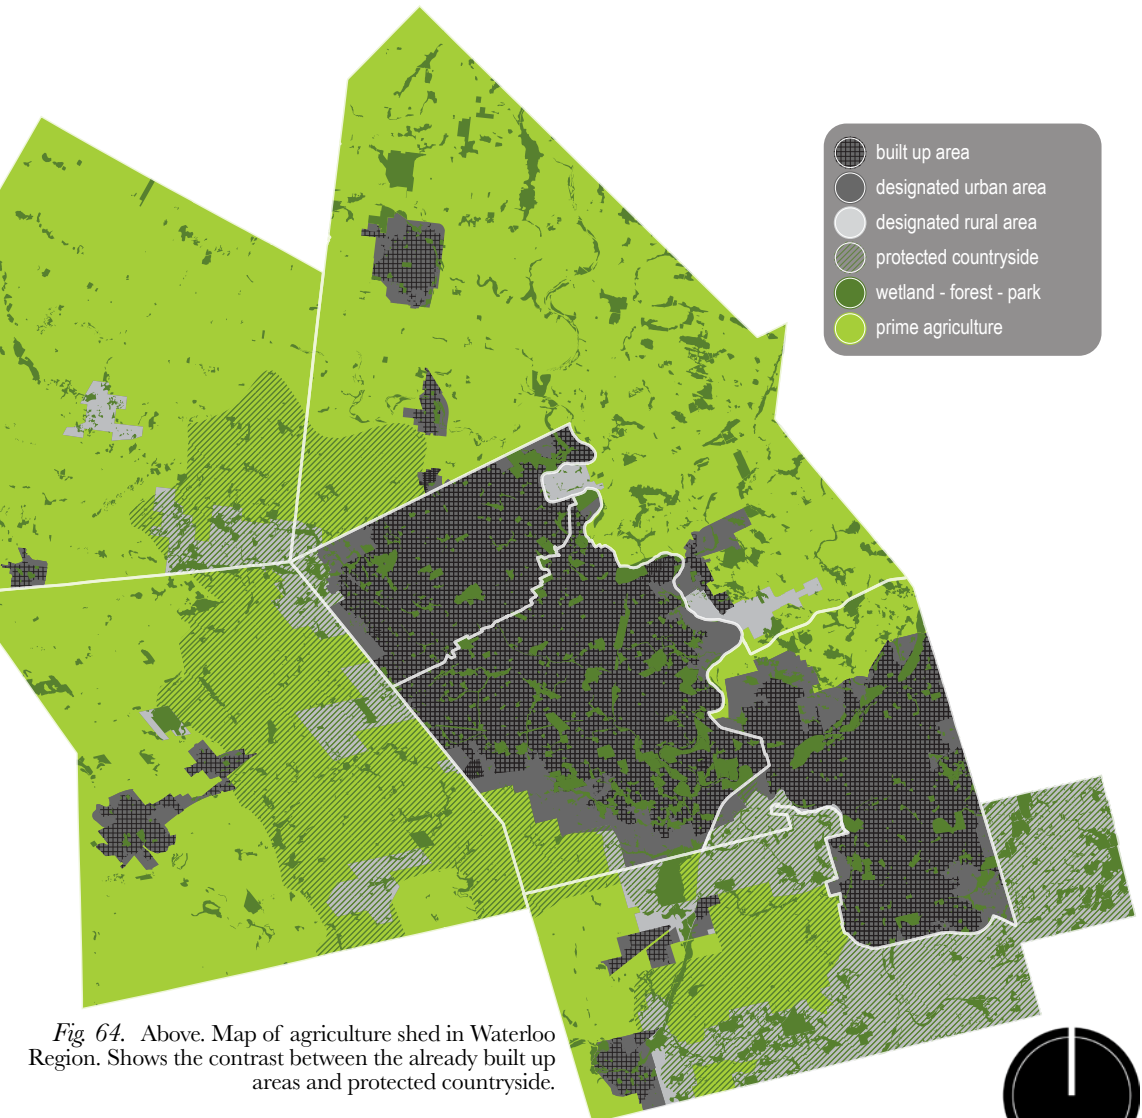 built up area
designated urban area
designated rural area
protected countryside
wetland - forest - park
prime agriculture
Fig. 64. Above. Map of agriculture shed in Waterloo
Region. Shows the contrast between the already built up
areas and protected countryside.